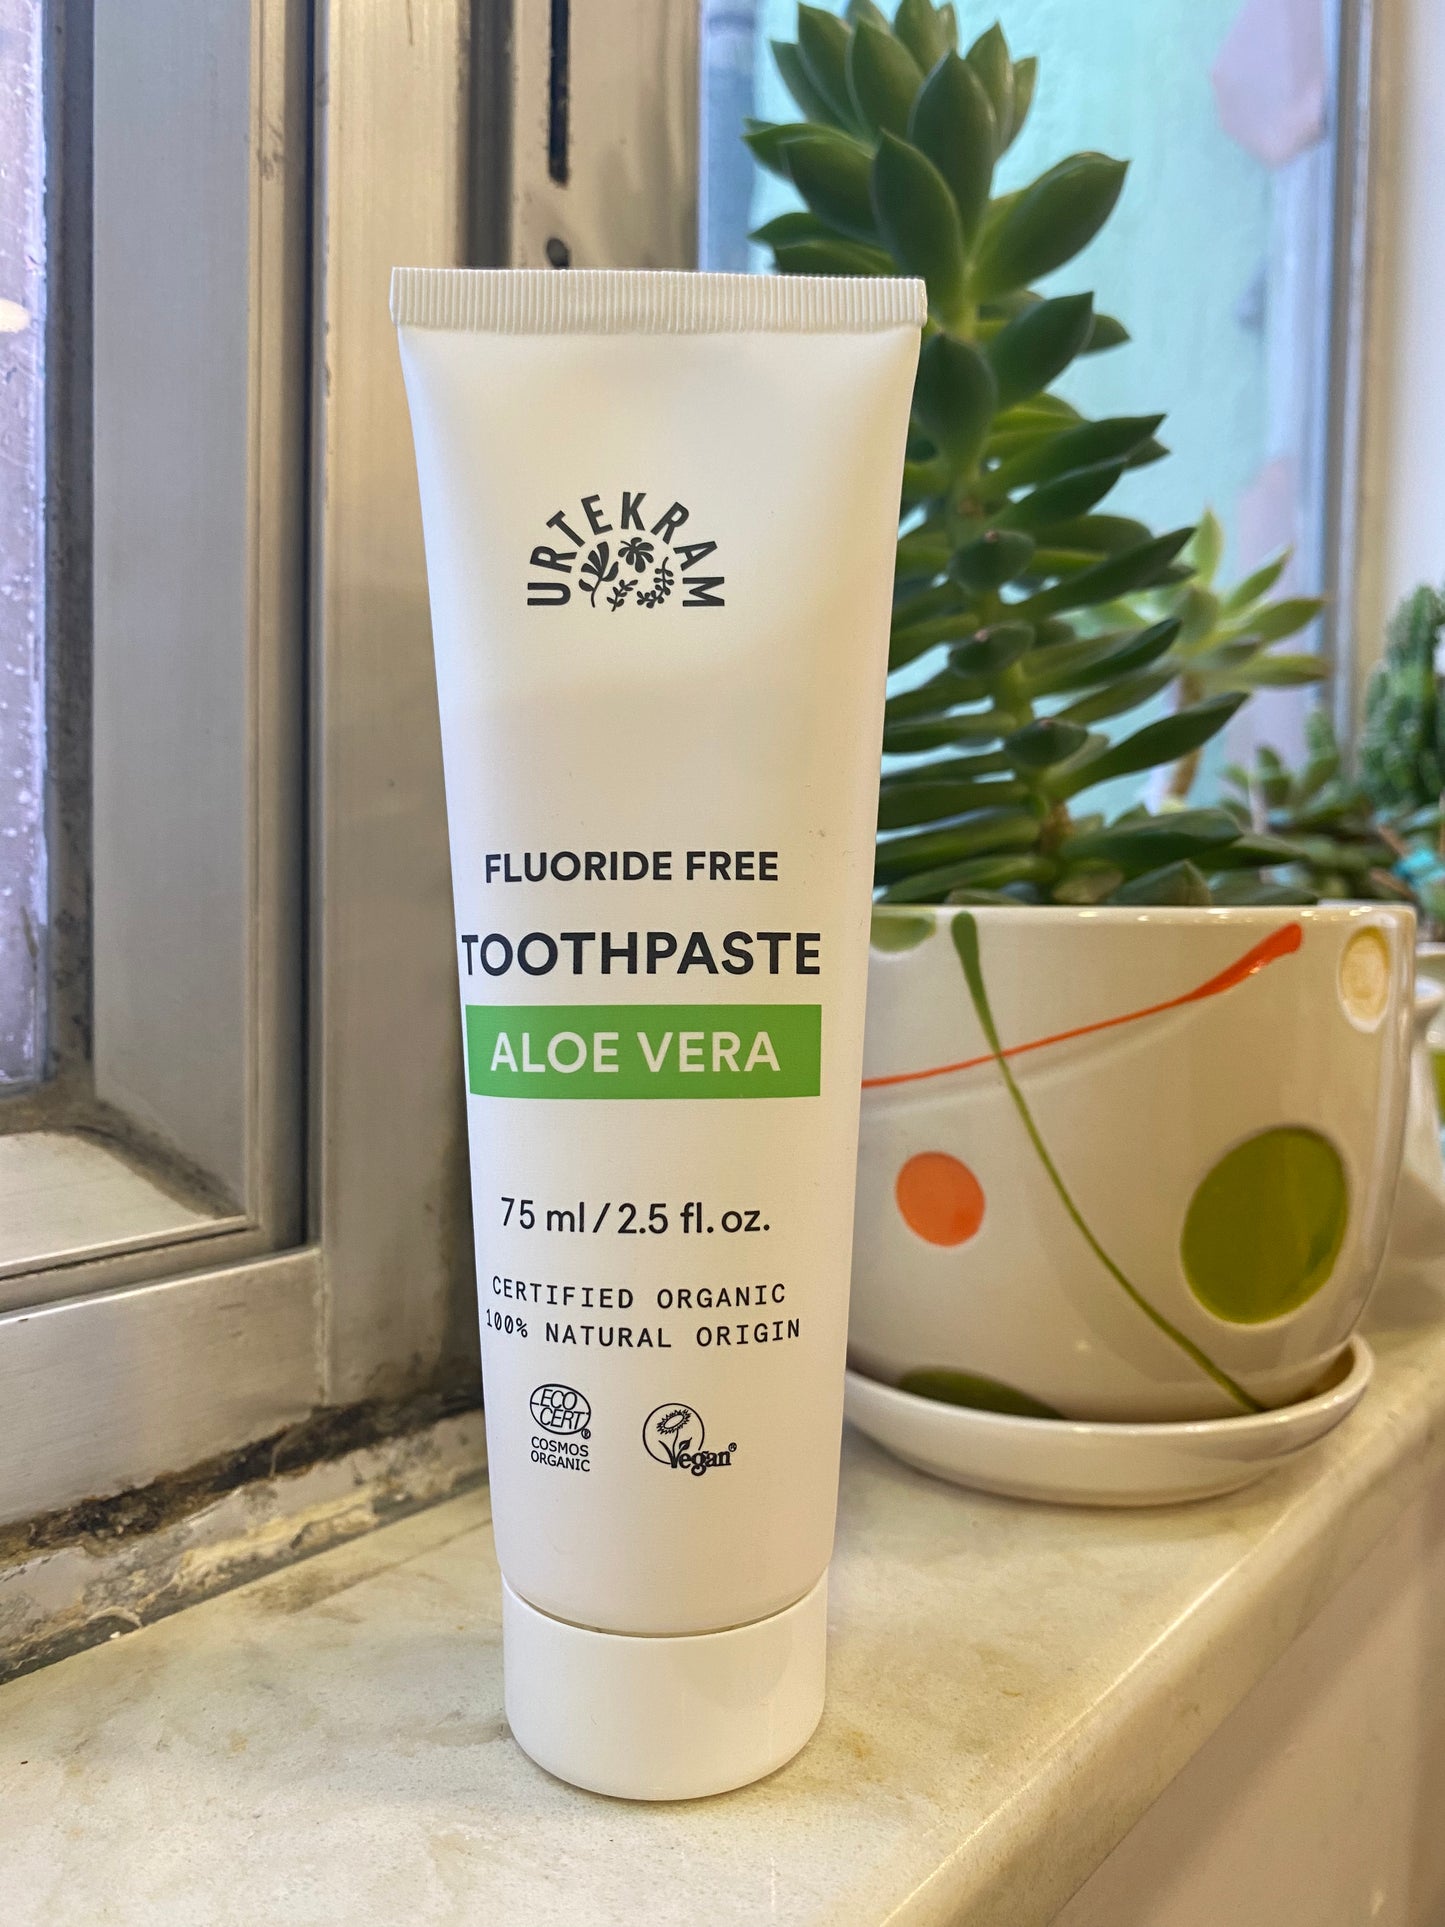 URTEKRAM
FLUORIDE FREE
TOOTHPASTE
ALOE VERA
75 ml / 2.5 fl. oz.
CERTIFIED ORGANIC
100% NATURAL ORIGIN
ECO
CERT®
COSMOS
ORGANIC
Vegan®